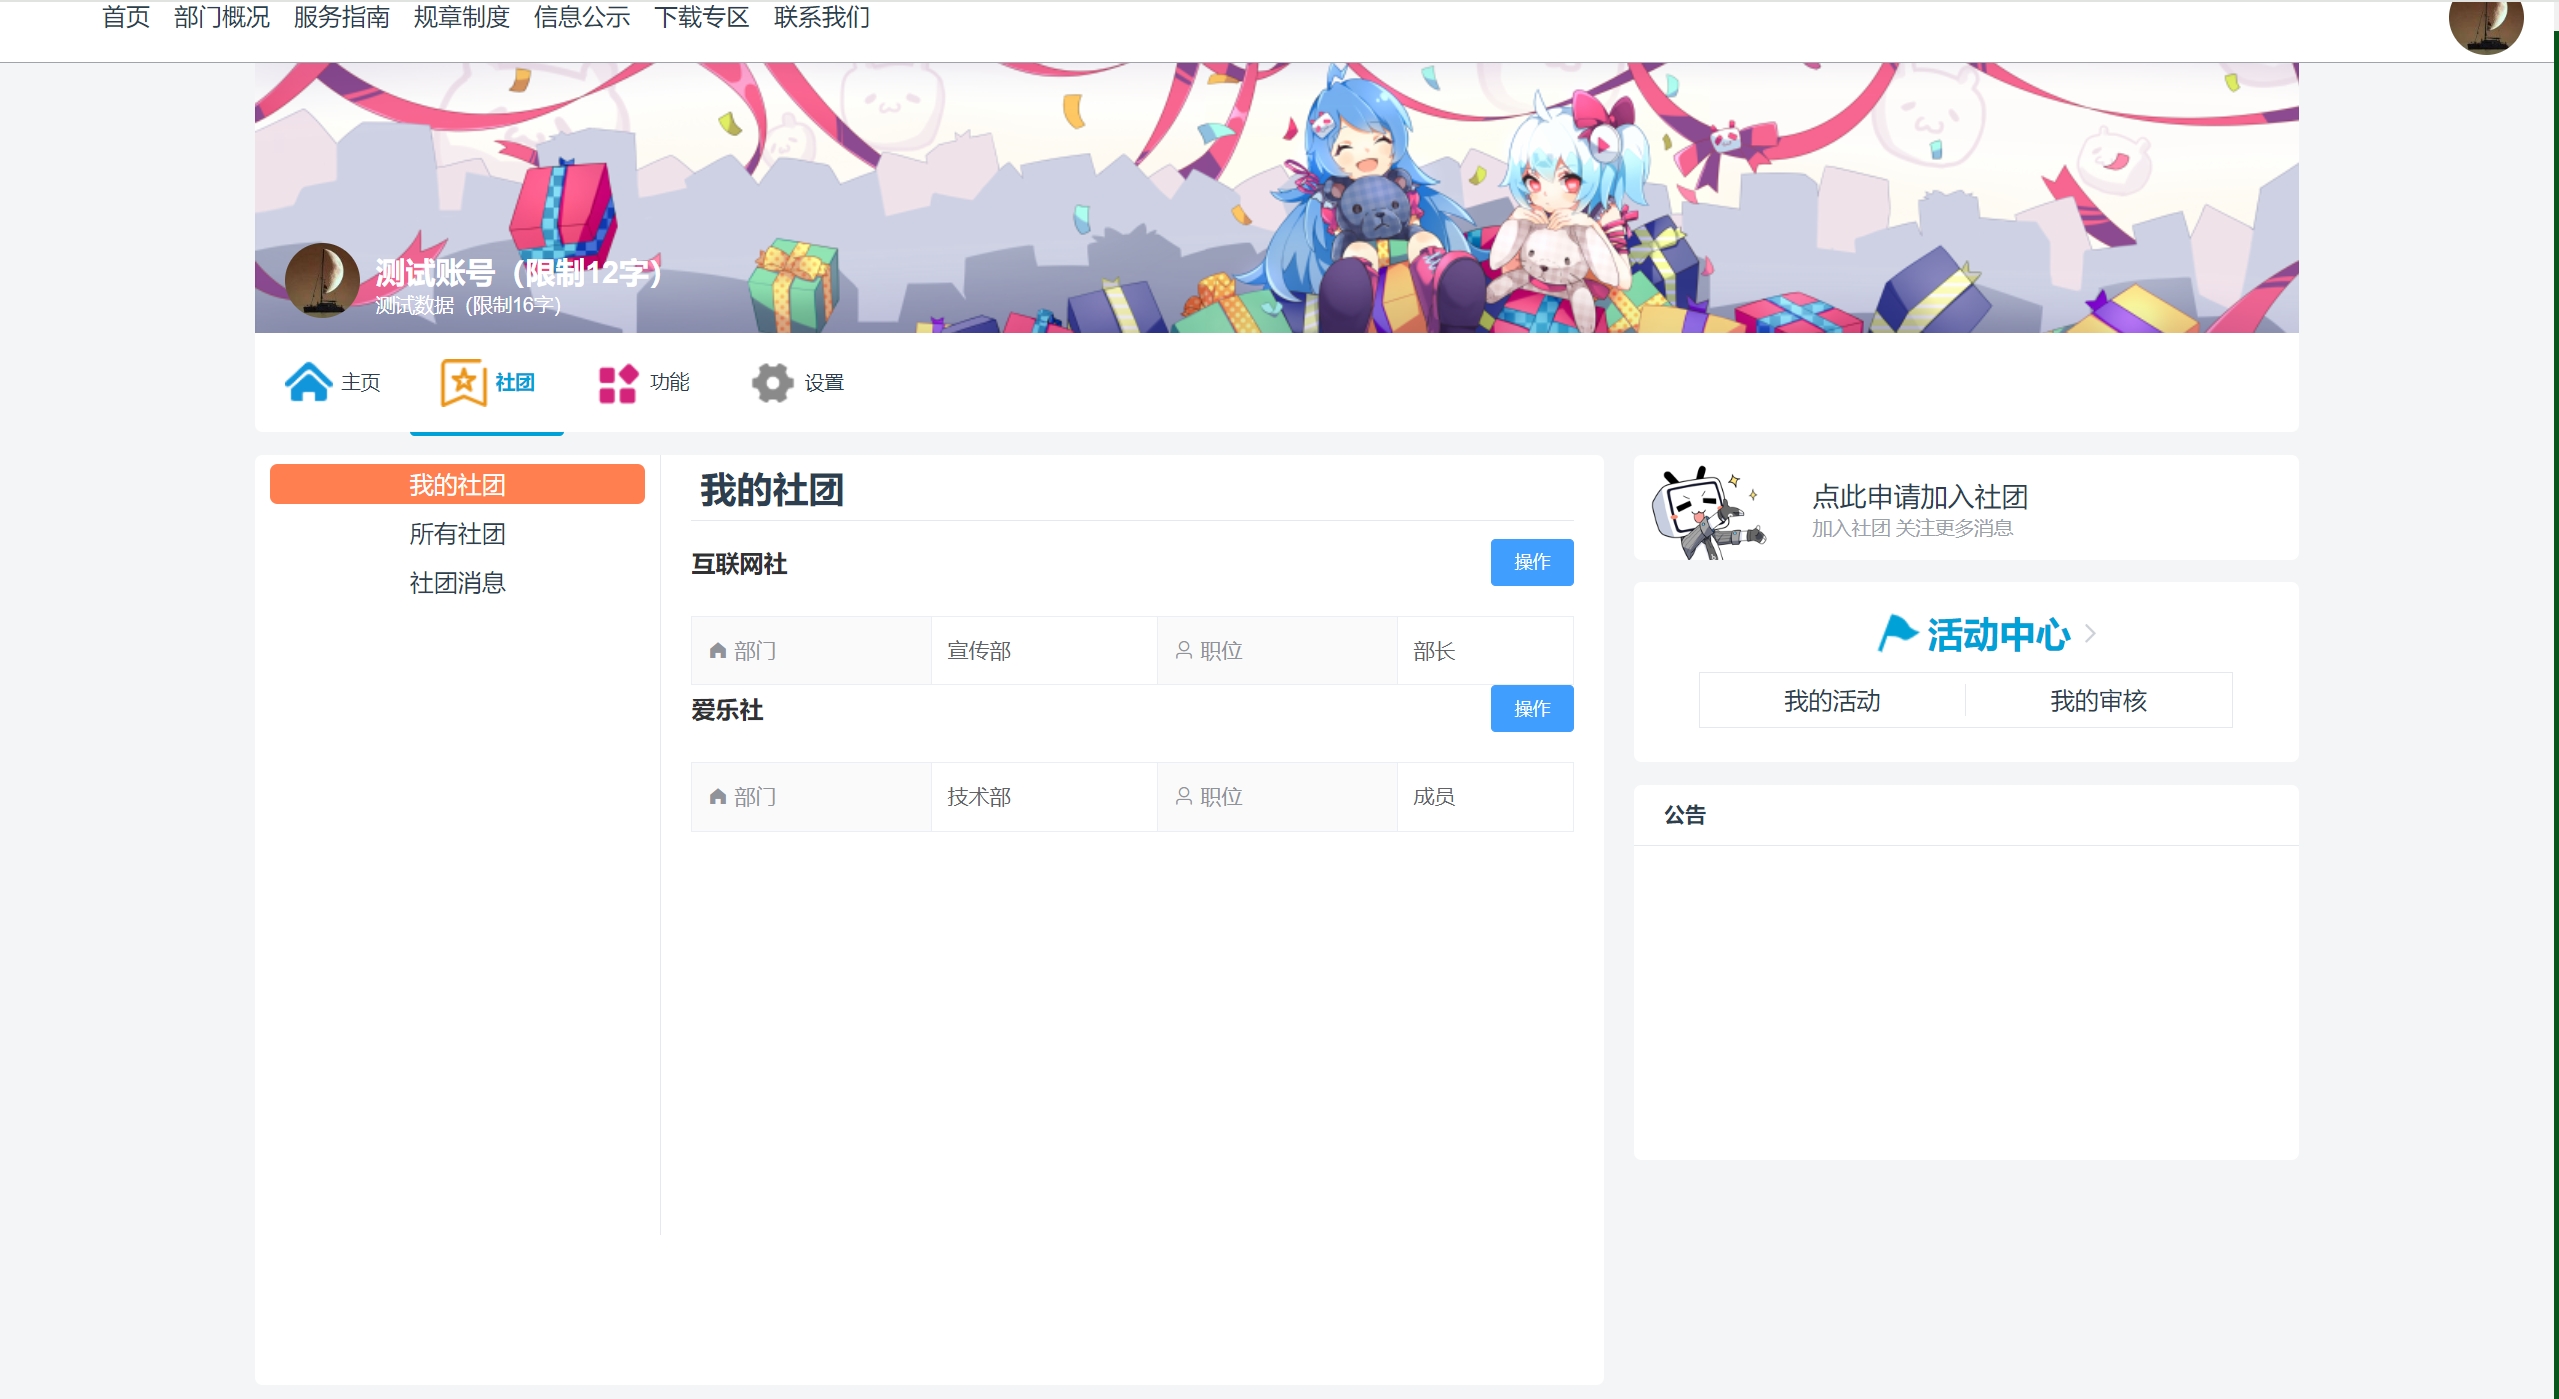 首页 部门概况 服务指南 规章制度 信息公示 下载专区 联系我们
测试账号（限制12字）
测试数据（限制16字）
主页 社团 功能 设置
我的社团
所有社团
社团消息
我的社团
互联网社 操作
部门 宣传部 职位 部长
爱乐社 操作
部门 技术部 职位 成员
点此申请加入社团
加入社团 关注更多消息
活动中心
我的活动 我的审核
公告